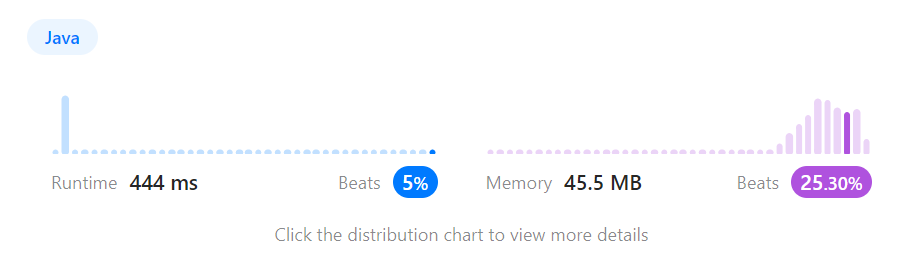 Java
Runtime 444 ms Beats 5% Memory 45.5 MB Beats 25.30%
Click the distribution chart to view more details